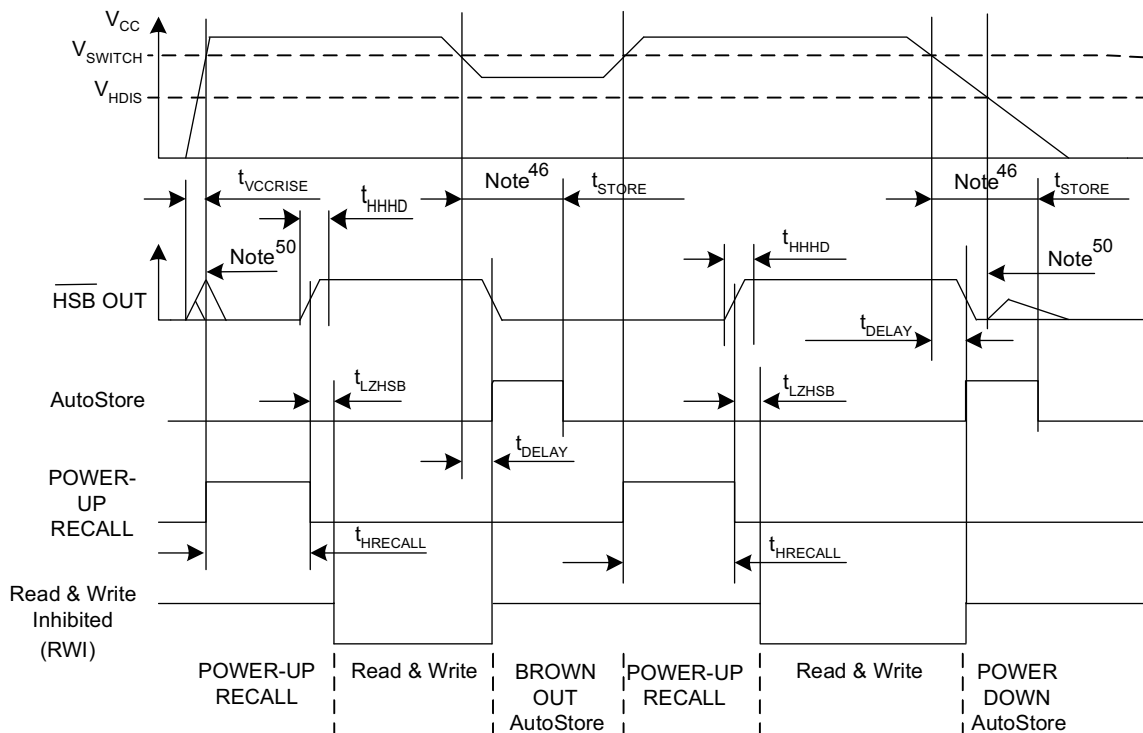 VCC
VSWITCH
VHDIS
tVCCRISE
tHHHD
Note46
tSTORE
Note46
tSTORE
Note50
tHHHD
Note50
HSB OUT
tDELAY
tLZHSB
tLZHSB
AutoStore
tDELAY
POWER-
UP
RECALL
tHRECALL
tHRECALL
Read & Write
Inhibited
(RWI)
POWER-UP
RECALL
Read & Write
BROWN
OUT
AutoStore
POWER-UP
RECALL
Read & Write
POWER
DOWN
AutoStore